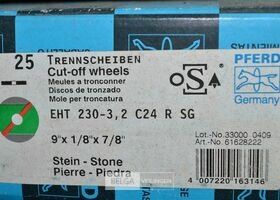 25 TRENNSCHEIBEN
Cut-off wheels
Meules a tronconner
Discos de tronzado
Mole per troncatura
oSa
PFERD
Germany
EHT 230-3,2 C24 R SG
9"x 1/8"x 7/8"
Lot.-No.33000 0409
Art.-No.61628222
Stein - Stone
Pierre - Piedra
BELGA
4 007220 163146